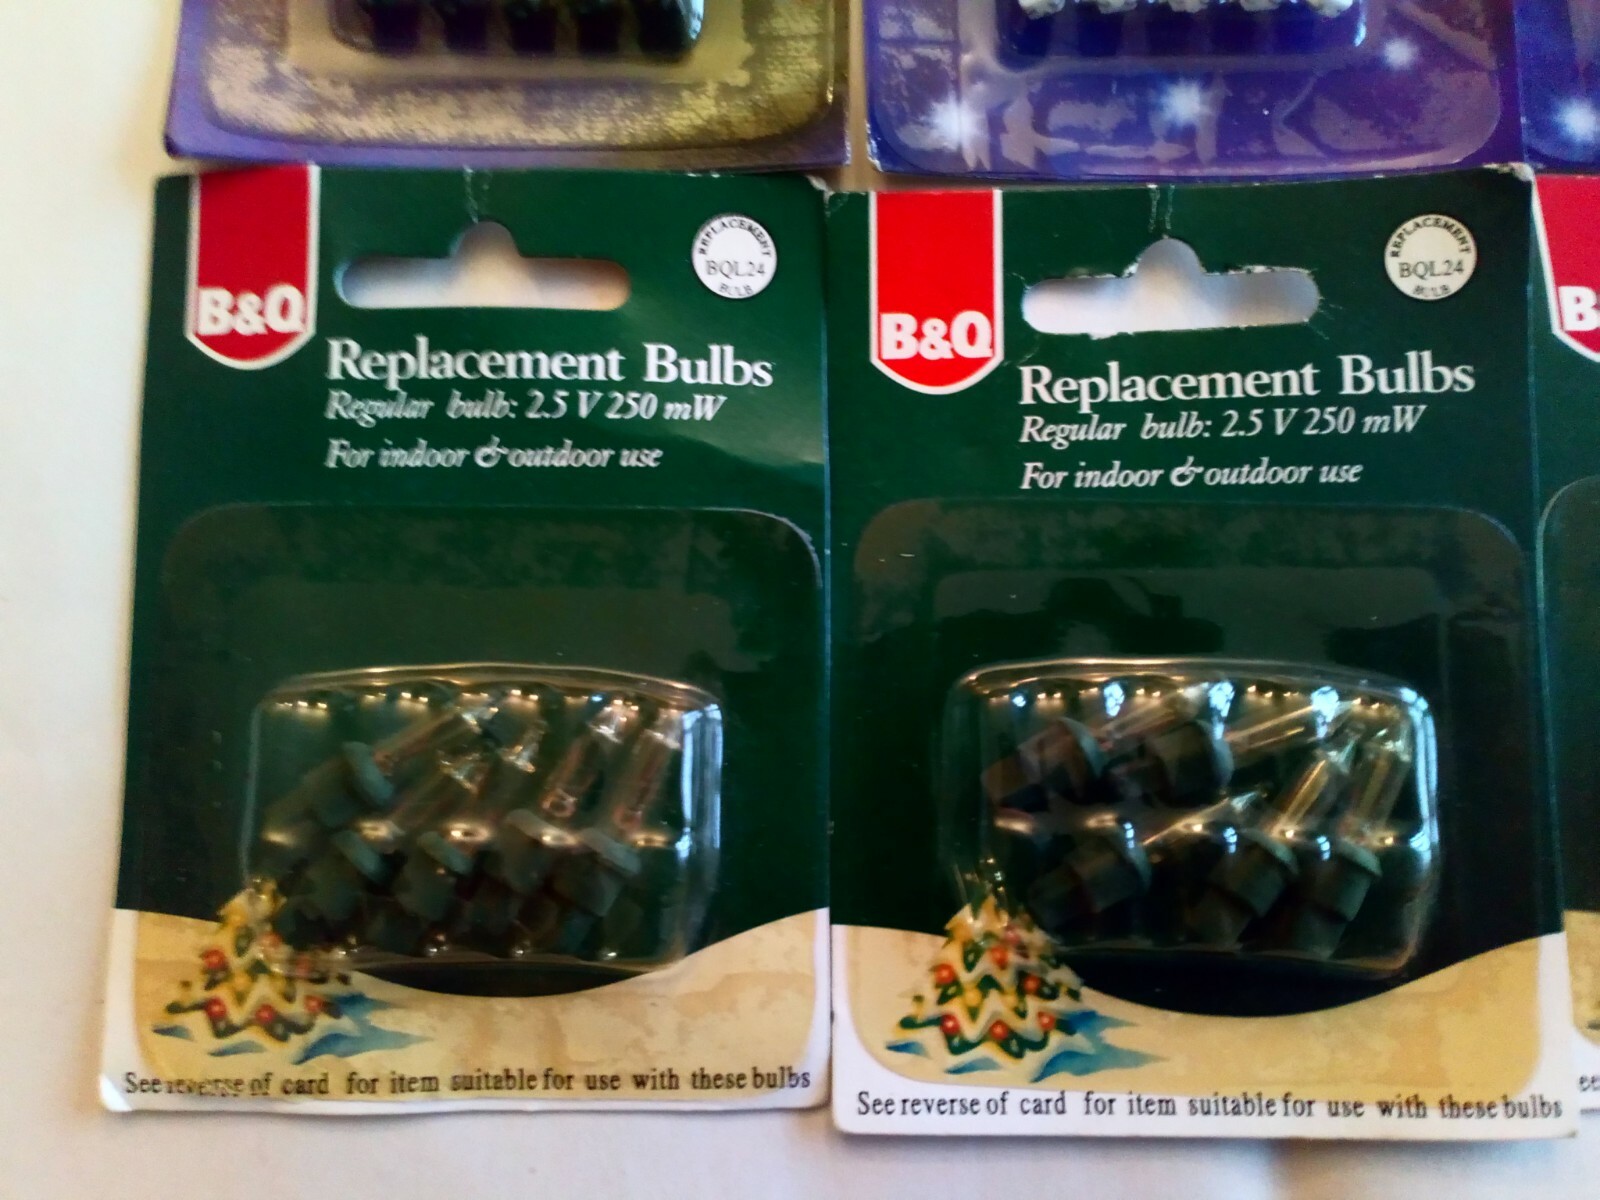 B&Q
REPLACEMENT
BQL24
BULB
Replacement Bulbs
Regular bulb: 2.5 V 250 mW
For indoor & outdoor use
See reverse of card for item suitable for use with these bulbs
B&Q
REPLACEMENT
BQL24
BULB
Replacement Bulbs
Regular bulb: 2.5 V 250 mW
For indoor & outdoor use
See reverse of card for item suitable for use with these bulbs